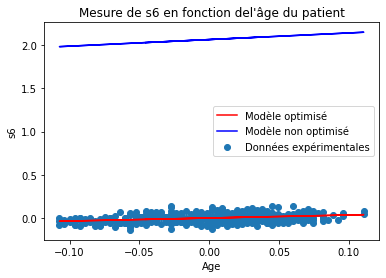 Mesure de s6 en fonction del'âge du patient
2.0
1.5
1.0
0.5
0.0
s6
Modèle optimisé
Modèle non optimisé
Données expérimentales
−0.10 −0.05 0.00 0.05 0.10
Age